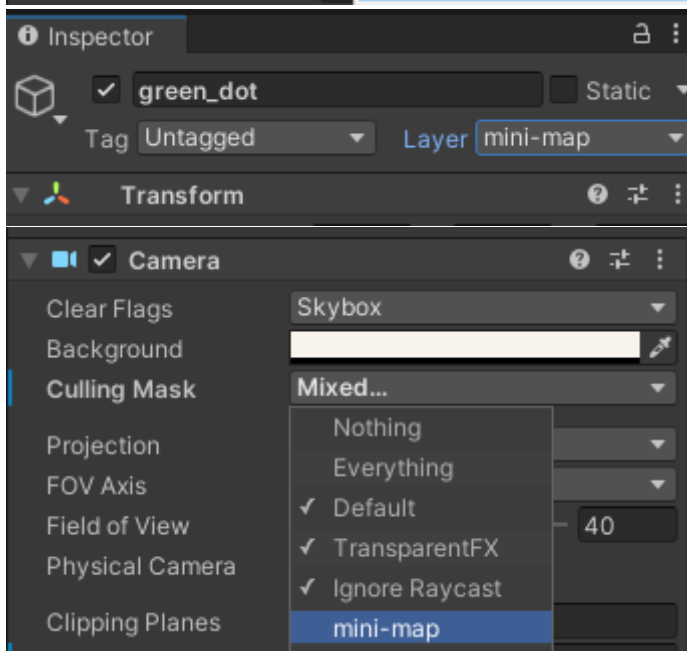 Inspector
green_dot
Static
Tag Untagged
Layer mini-map
Transform
Camera
Clear Flags
Skybox
Background
Culling Mask
Mixed...
Nothing
Projection
Everything
FOV Axis
Default
Field of View
40
TransparentFX
Physical Camera
Ignore Raycast
Clipping Planes
mini-map